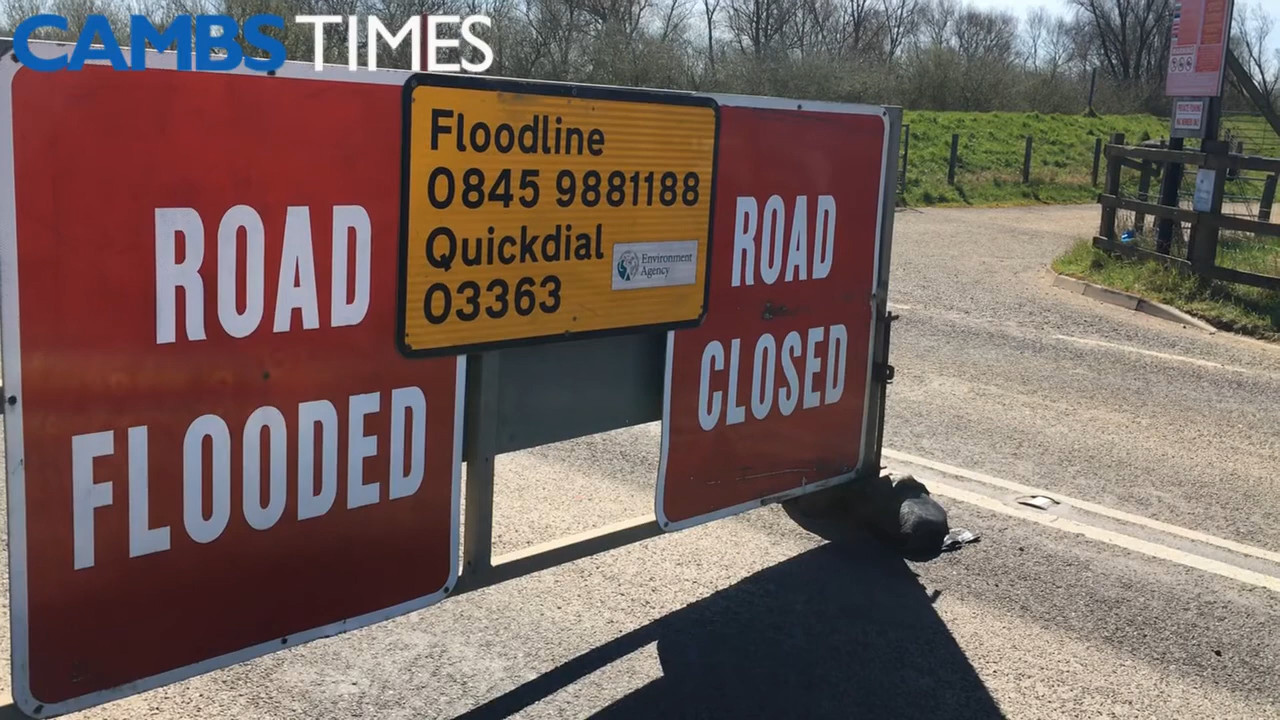 CAMBS TIMES
ROAD
FLOODED
Floodline
0845 9881188
Quickdial
03363
Environment
Agency
ROAD
CLOSED